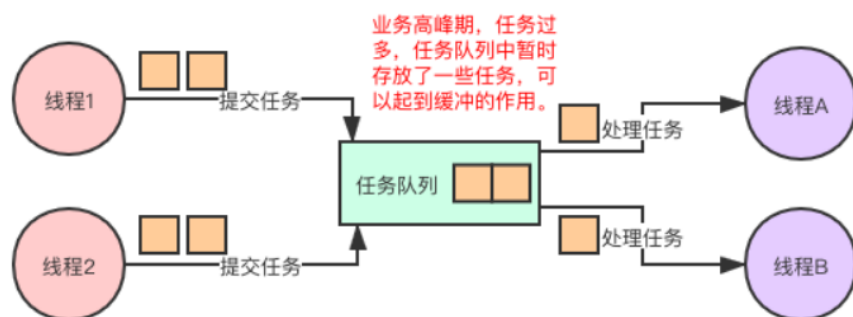 业务高峰期，任务过
多，任务队列中暂时
存放了一些任务，可
以起到缓冲的作用。
线程1
提交任务
处理任务
线程A
任务队列
线程2
提交任务
处理任务
线程B